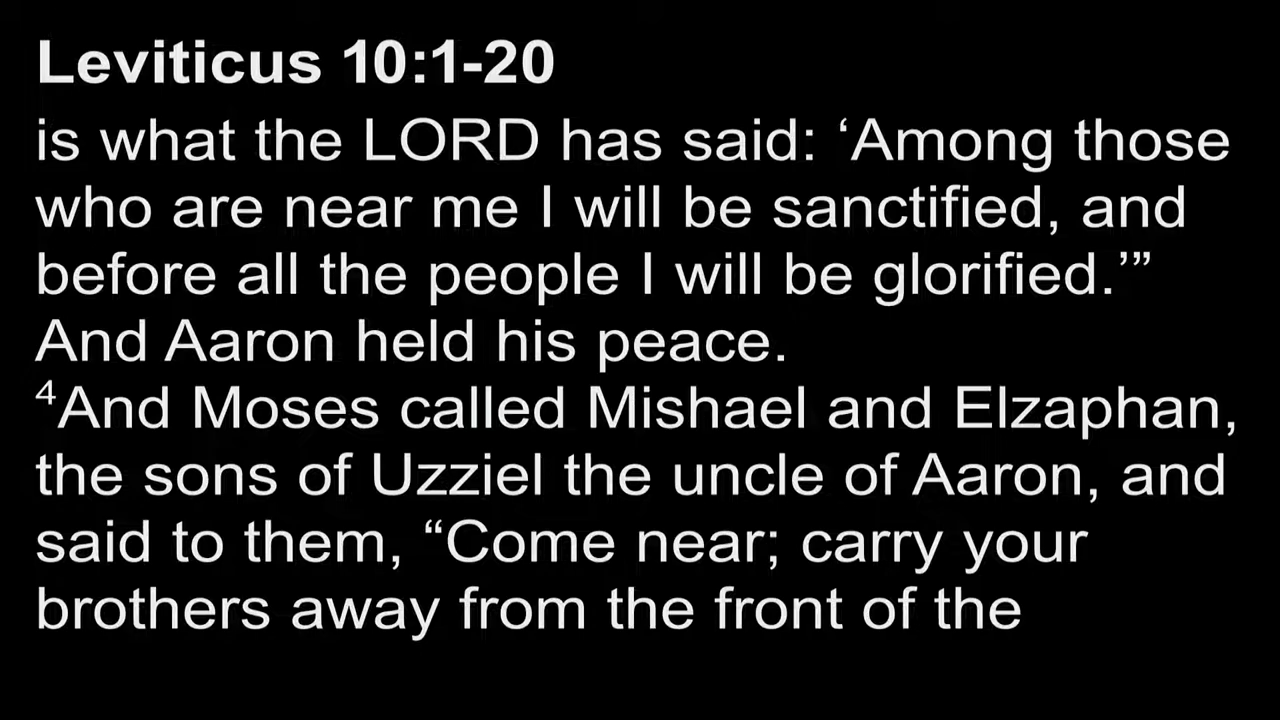 Leviticus 10:1-20
is what the LORD has said: ‘Among those
who are near me I will be sanctified, and
before all the people I will be glorified.’”
And Aaron held his peace.
⁴And Moses called Mishael and Elzaphan,
the sons of Uzziel the uncle of Aaron, and
said to them, “Come near; carry your
brothers away from the front of the